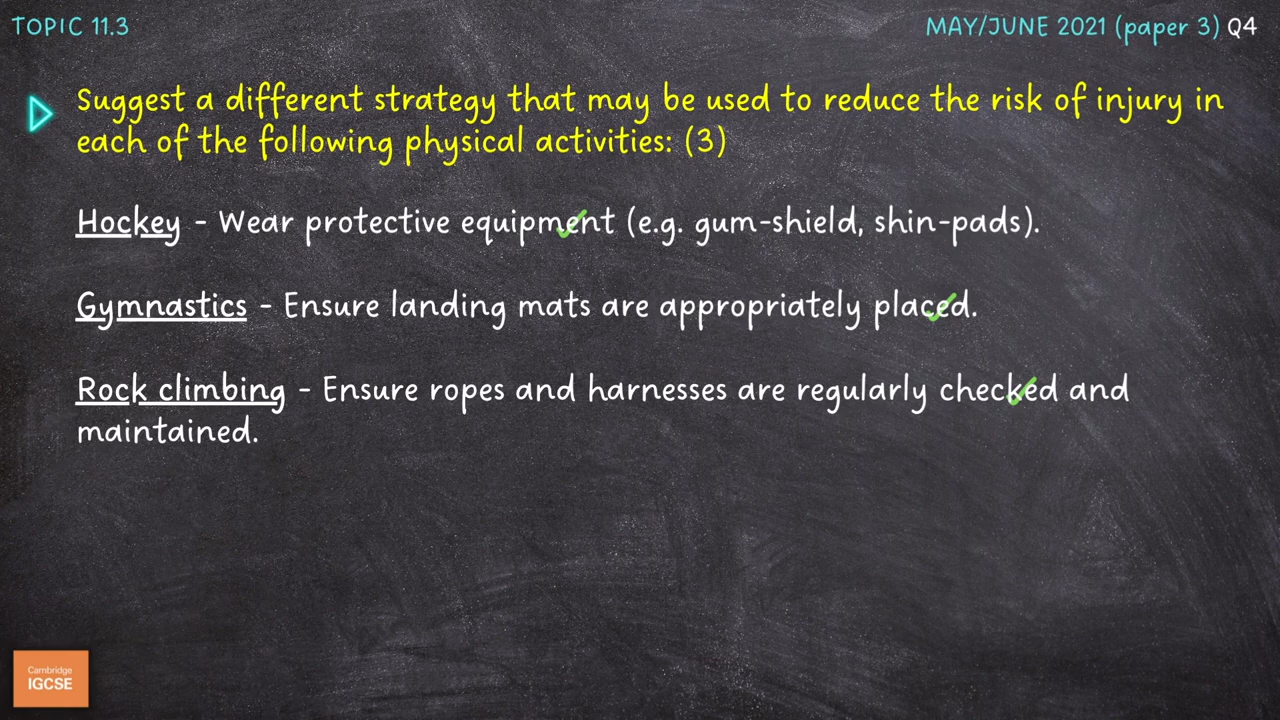 TOPIC 11.3
MAY/JUNE 2021 (paper 3) Q4
Suggest a different strategy that may be used to reduce the risk of injury in
each of the following physical activities: (3)
Hockey - Wear protective equipment (e.g. gum-shield, shin-pads).
Gymnastics - Ensure landing mats are appropriately placed.
Rock climbing - Ensure ropes and harnesses are regularly checked and
maintained.
Cambridge
IGCSE